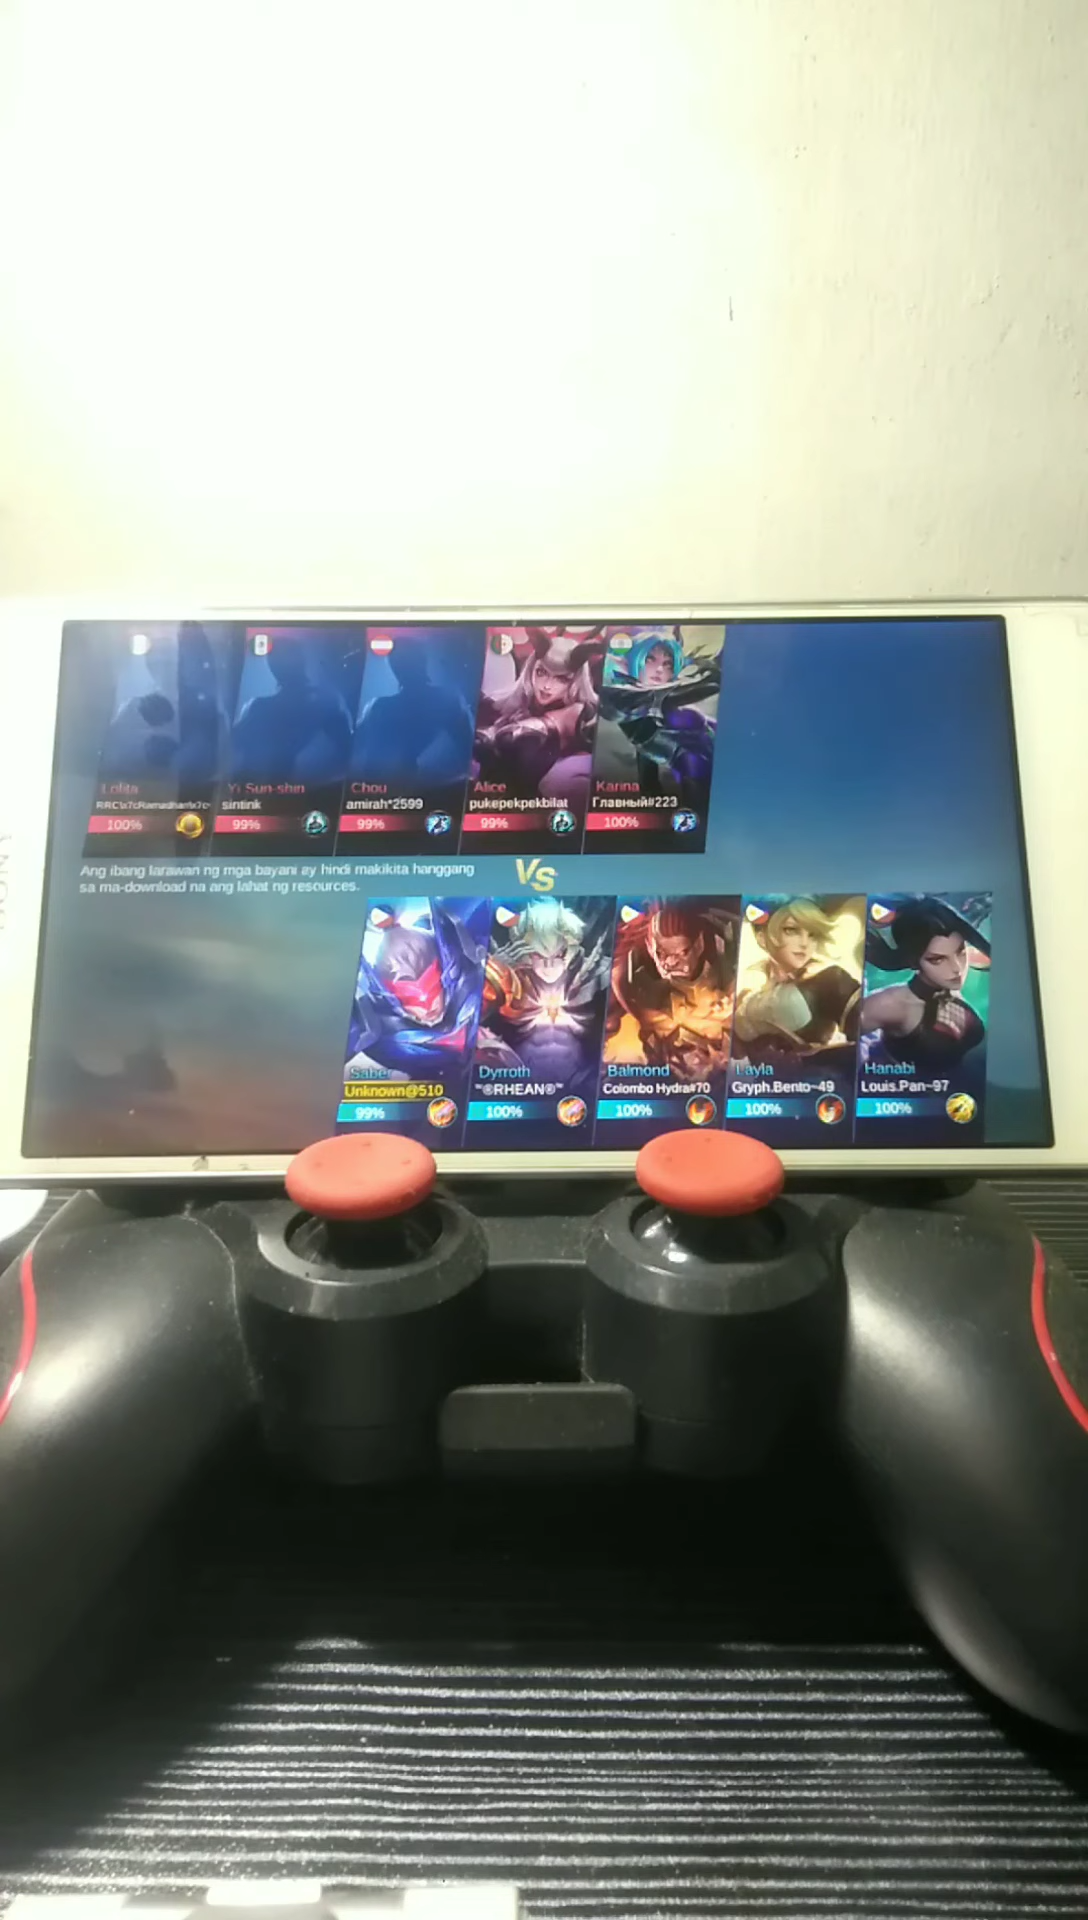 Lolita
Yi Sun-shin
Chou
Alice
Karina
sintink
amirah*2599
pukepekpekbilat
Главный#223
100%
99%
99%
99%
100%
Ang ibang larawan ng mga bayani ay hindi makikita hanggang
sa ma-download na ang lahat ng resources.
VS
Saber
Dyrroth
Balmond
Layla
Hanabi
Unknown@510
™®RHEAN®™
Colombo Hydra#70
Gryph.Bento~49
Louis.Pan~97
99%
100%
100%
100%
100%